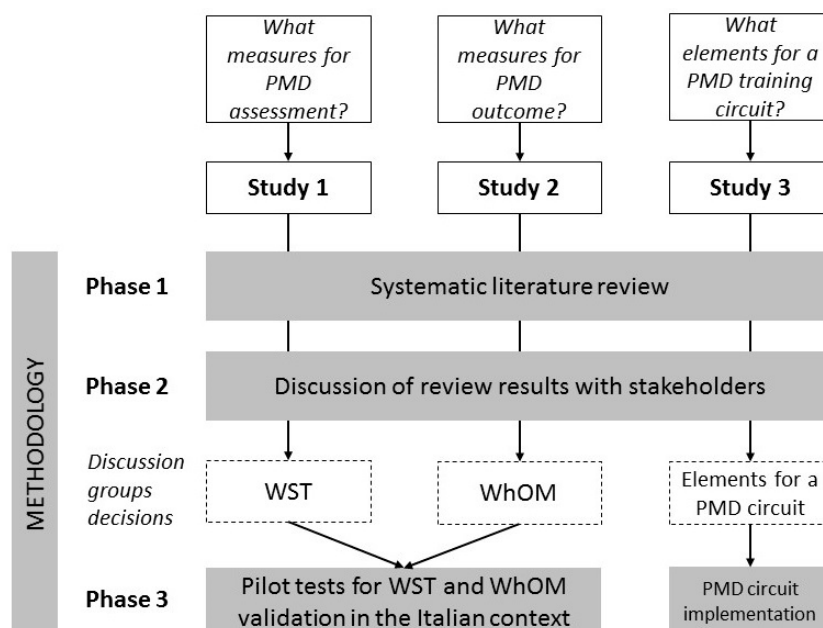 What
measures for
PMD
assessment?
What
measures for
PMD
outcome?
What
elements for a
PMD training
circuit?
Study 1
Study 2
Study 3
METHODOLOGY
Phase 1
Systematic literature review
Phase 2
Discussion of review results with stakeholders
Discussion
groups
decisions
WST
WhOM
Elements for a
PMD circuit
Phase 3
Pilot tests for WST and WhOM
validation in the Italian context
PMD circuit
implementation